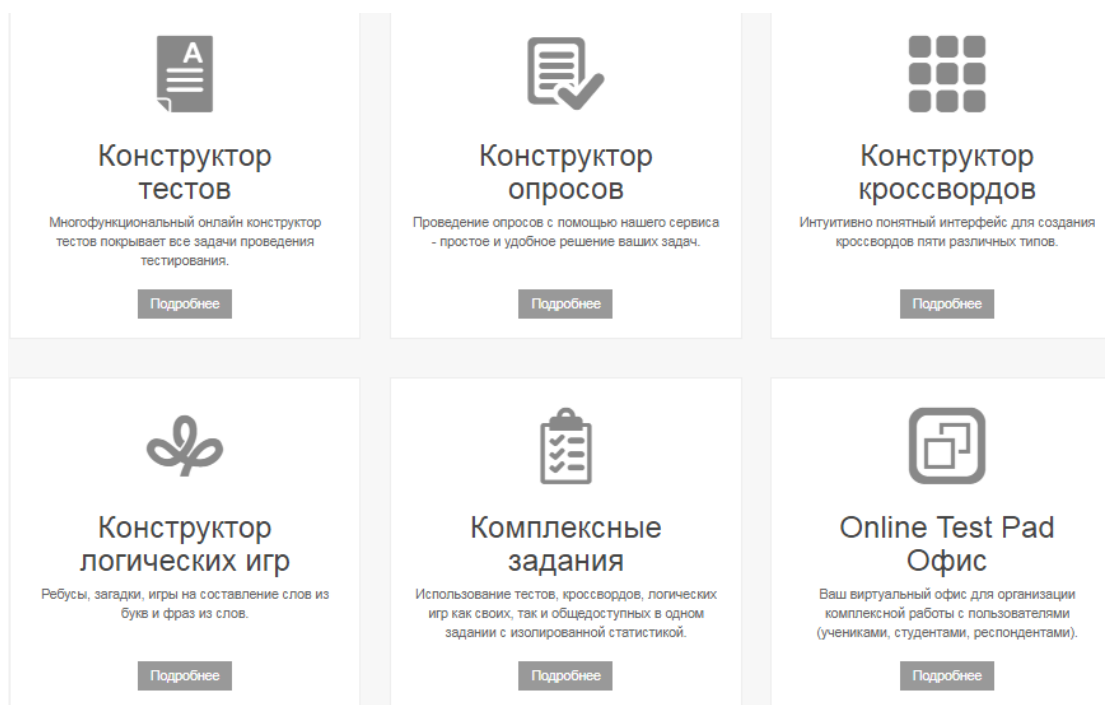 A
Конструктор
тестов
Многофункциональный онлайн конструктор
тестов покрывает все задачи проведения
тестирования.
Подробнее
Конструктор
опросов
Проведение опросов с помощью нашего сервиса
- простое и удобное решение ваших задач.
Подробнее
Конструктор
кроссвордов
Интуитивно понятный интерфейс для создания
кроссвордов пяти различных типов.
Подробнее
Конструктор
логических игр
Ребусы, загадки, игры на составление слов из
букв и фраз из слов.
Подробнее
Комплексные
задания
Использование тестов, кроссвордов, логических
игр как своих, так и общедоступных в одном
задании с изолированной статистикой.
Подробнее
Online Test Pad
Офис
Ваш виртуальный офис для организации
комплексной работы с пользователями
(учениками, студентами, респондентами).
Подробнее